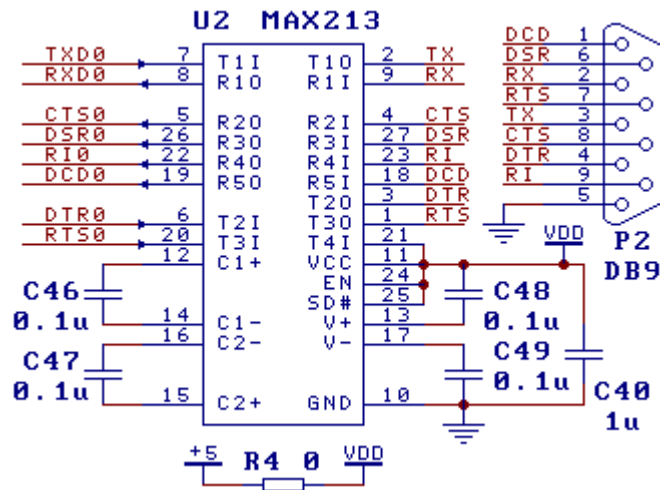 U2 MAX213
TXD0 7 T1I T1O 2 TX
RXD0 8 R1O R1I 9 RX
CTS0 5 R2O R2I 4 CTS
DSR0 26 R3O R3I 27 DSR
RI0 22 R4O R4I 23 RI
DCD0 19 R5O R5I 18 DCD
T2O 3 DTR
DTR0 6 T2I T3O 1 RTS
RTS0 20 T3I T4I 21
12 C1+ VCC 11
EN 24
SD# 25
C46 0.1u
14 C1- V+ 13
16 C2- V- 17
C47 0.1u
15 C2+ GND 10
C48 0.1u
C49 0.1u
C40 1u
VDD
DCD 1
DSR 6
RX 2
RTS 7
TX 3
CTS 8
DTR 4
RI 9
5
P2
DB9
+5 R4 0 VDD